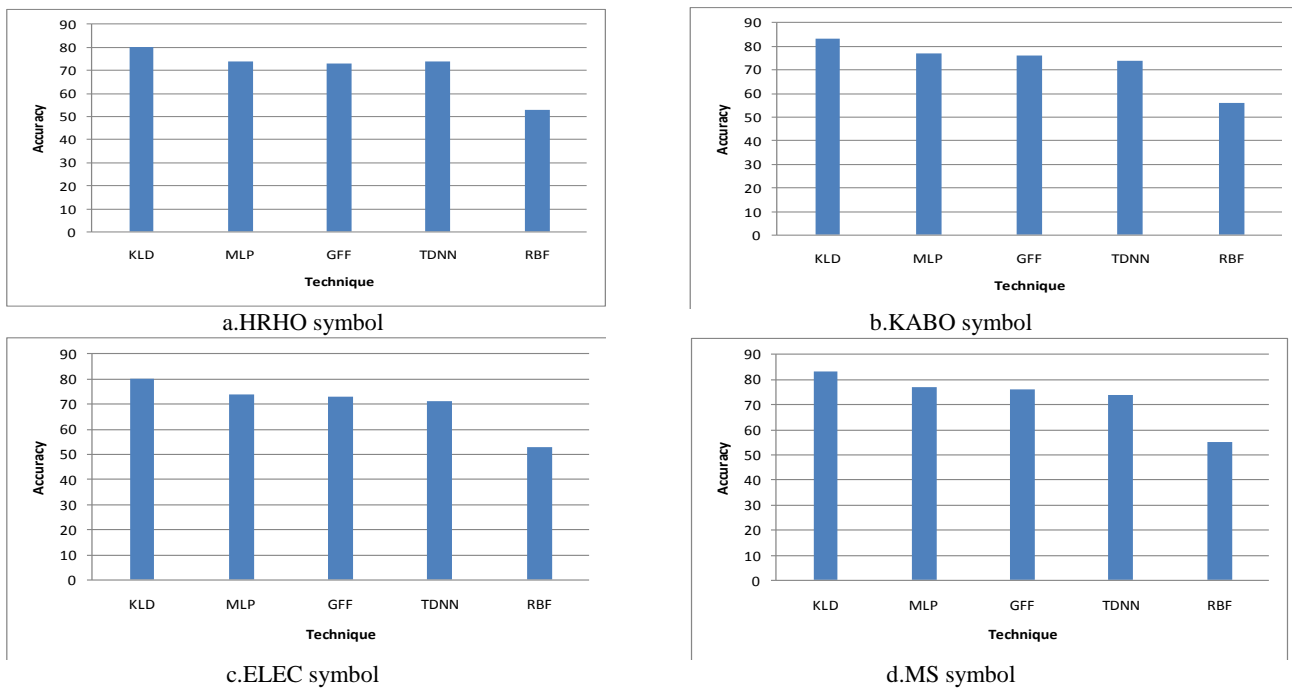 90
80
70
60
50
40
30
20
10
0
Accuracy
KLD MLP GFF TDNN RBF
Technique
a.HRHO symbol
90
80
70
60
50
40
30
20
10
0
Accuracy
KLD MLP GFF TDNN RBF
Technique
b.KABO symbol
90
80
70
60
50
40
30
20
10
0
Accuracy
KLD MLP GFF TDNN RBF
Technique
c.ELEC symbol
90
80
70
60
50
40
30
20
10
0
Accuracy
KLD MLP GFF TDNN RBF
Technique
d.MS symbol